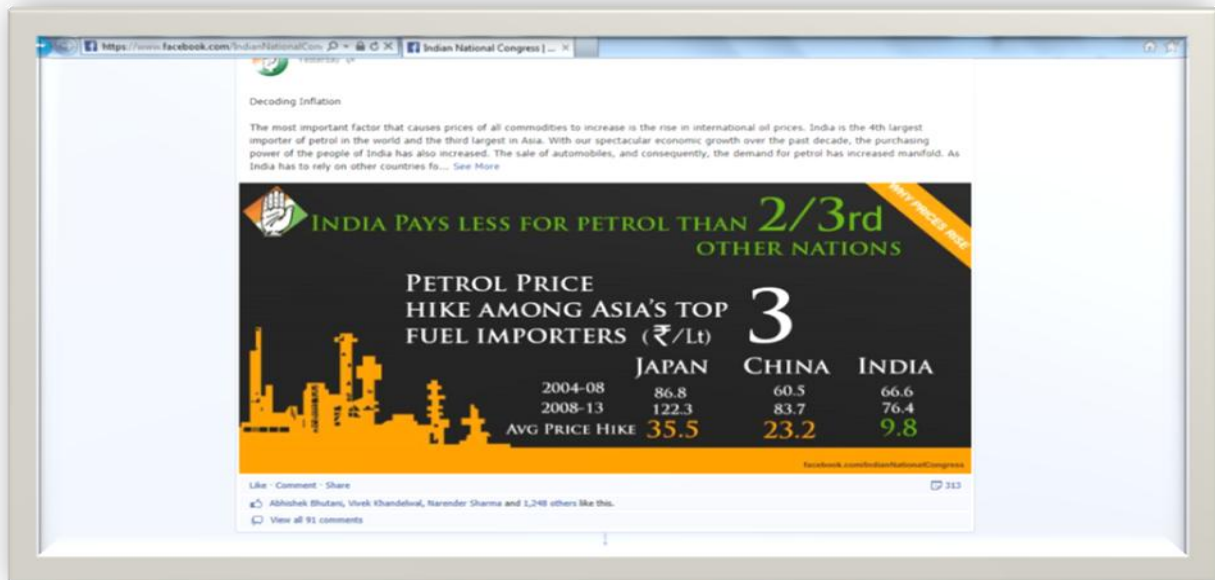 https://www.facebook.com/IndianNationalCon
Indian National Congress | ...
Yesterday
Decoding Inflation
The most important factor that causes prices of all commodities to increase is the rise in international oil prices. India is the 4th largest
importer of petrol in the world and the third largest in Asia. With our spectacular economic growth over the past decade, the purchasing
power of the people of India has also increased. The sale of automobiles, and consequently, the demand for petrol has increased manifold. As
India has to rely on other countries fo... See More
WHY PRICES RISE
INDIA PAYS LESS FOR PETROL THAN 2/3rd
OTHER NATIONS
PETROL PRICE
HIKE AMONG ASIA'S TOP 3
FUEL IMPORTERS (₹/Lt)
JAPAN CHINA INDIA
2004-08 86.8 60.5 66.6
2008-13 122.3 83.7 76.4
AVG PRICE HIKE 35.5 23.2 9.8
facebook.com/IndianNationalCongress
Like · Comment · Share 313
Abhishek Bhutani, Vivek Khandelwal, Narender Sharma and 1,248 others like this.
View all 91 comments